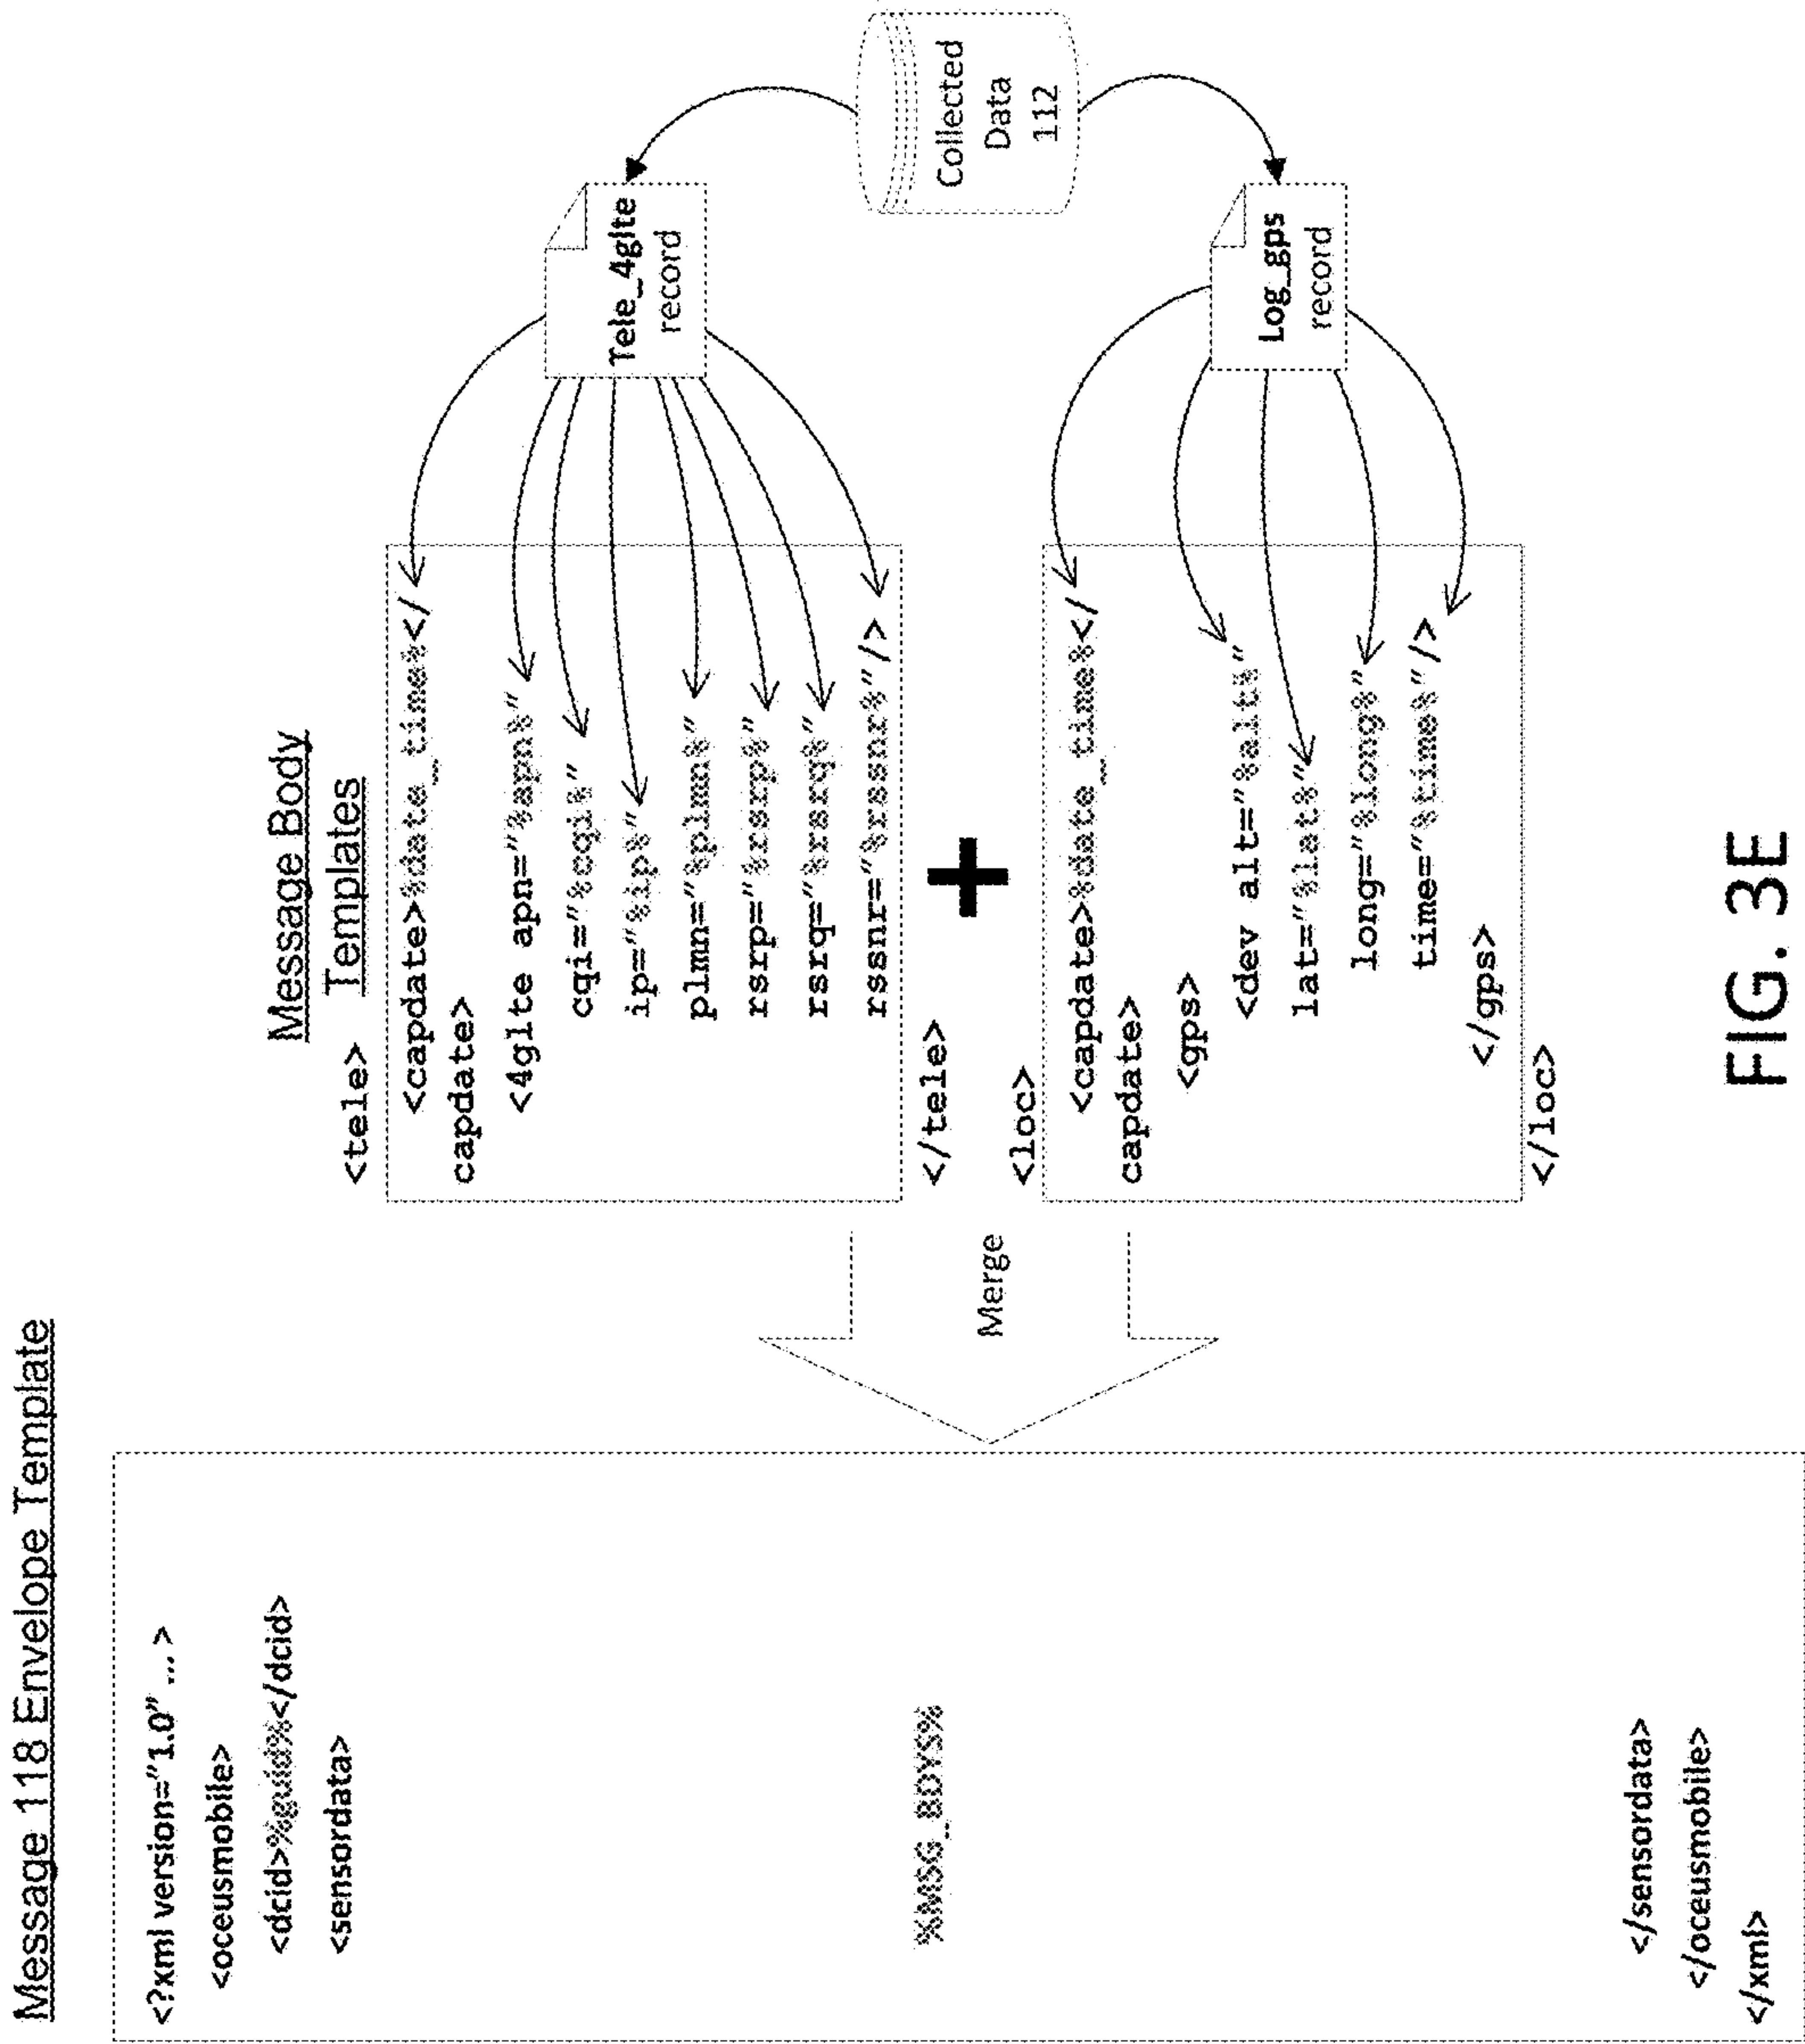 Message 118 Envelope Template
<?xml version="1.0" ... >
<oceusmobile>
<dcid>%guid%</dcid>
<sensordata>
%MSG_BDYS%
</sensordata>
</oceusmobile>
</xml>
Merge
Message Body
Templates
<tele>
<capdate>%date_time%</
capdate>
<4glte apn="%apn%"
cqi="%cqi%"
ip="%ip%"
plmn="%plmn%"
rsrp="%rsrp%"
rsrq="%rsrq%"
rssnr="%rssnr%"/>
</tele>
+
<loc>
<capdate>%date_time%</
capdate>
<gps>
<dev alt="%alt%"
lat="%lat%"
long="%long%"
time="%time%"/>
</gps>
</loc>
Tele_4glte
record
Log_gps
record
Collected
Data
112
FIG. 3E